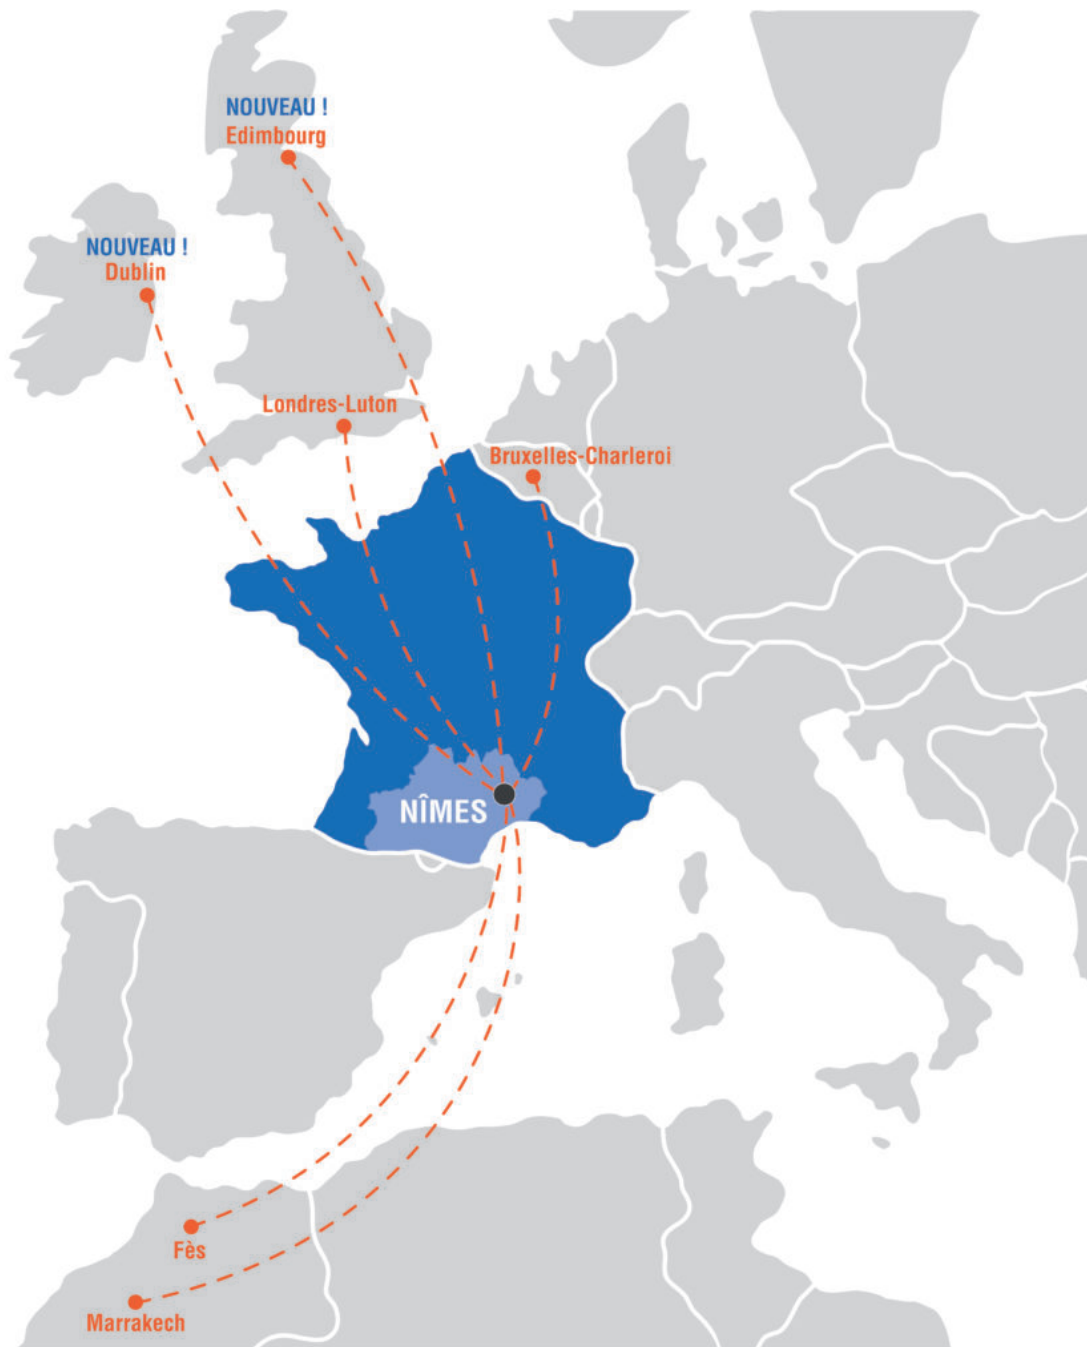 NOUVEAU !
Edimbourg
NOUVEAU !
Dublin
Londres-Luton
Bruxelles-Charleroi
NÎMES
Fès
Marrakech